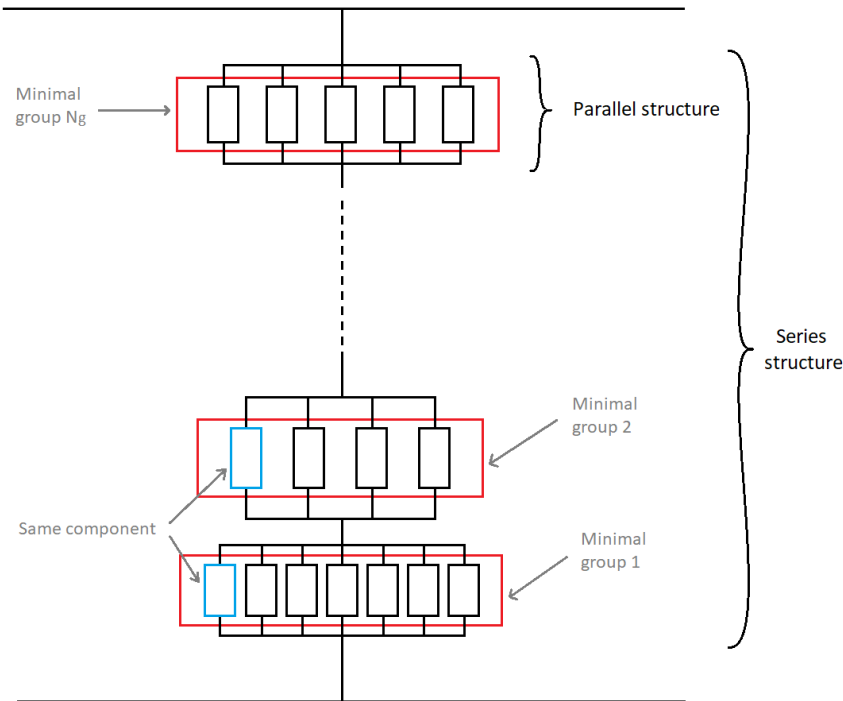 Minimal
group Ng
Parallel structure
Series
structure
Minimal
group 2
Same component
Minimal
group 1